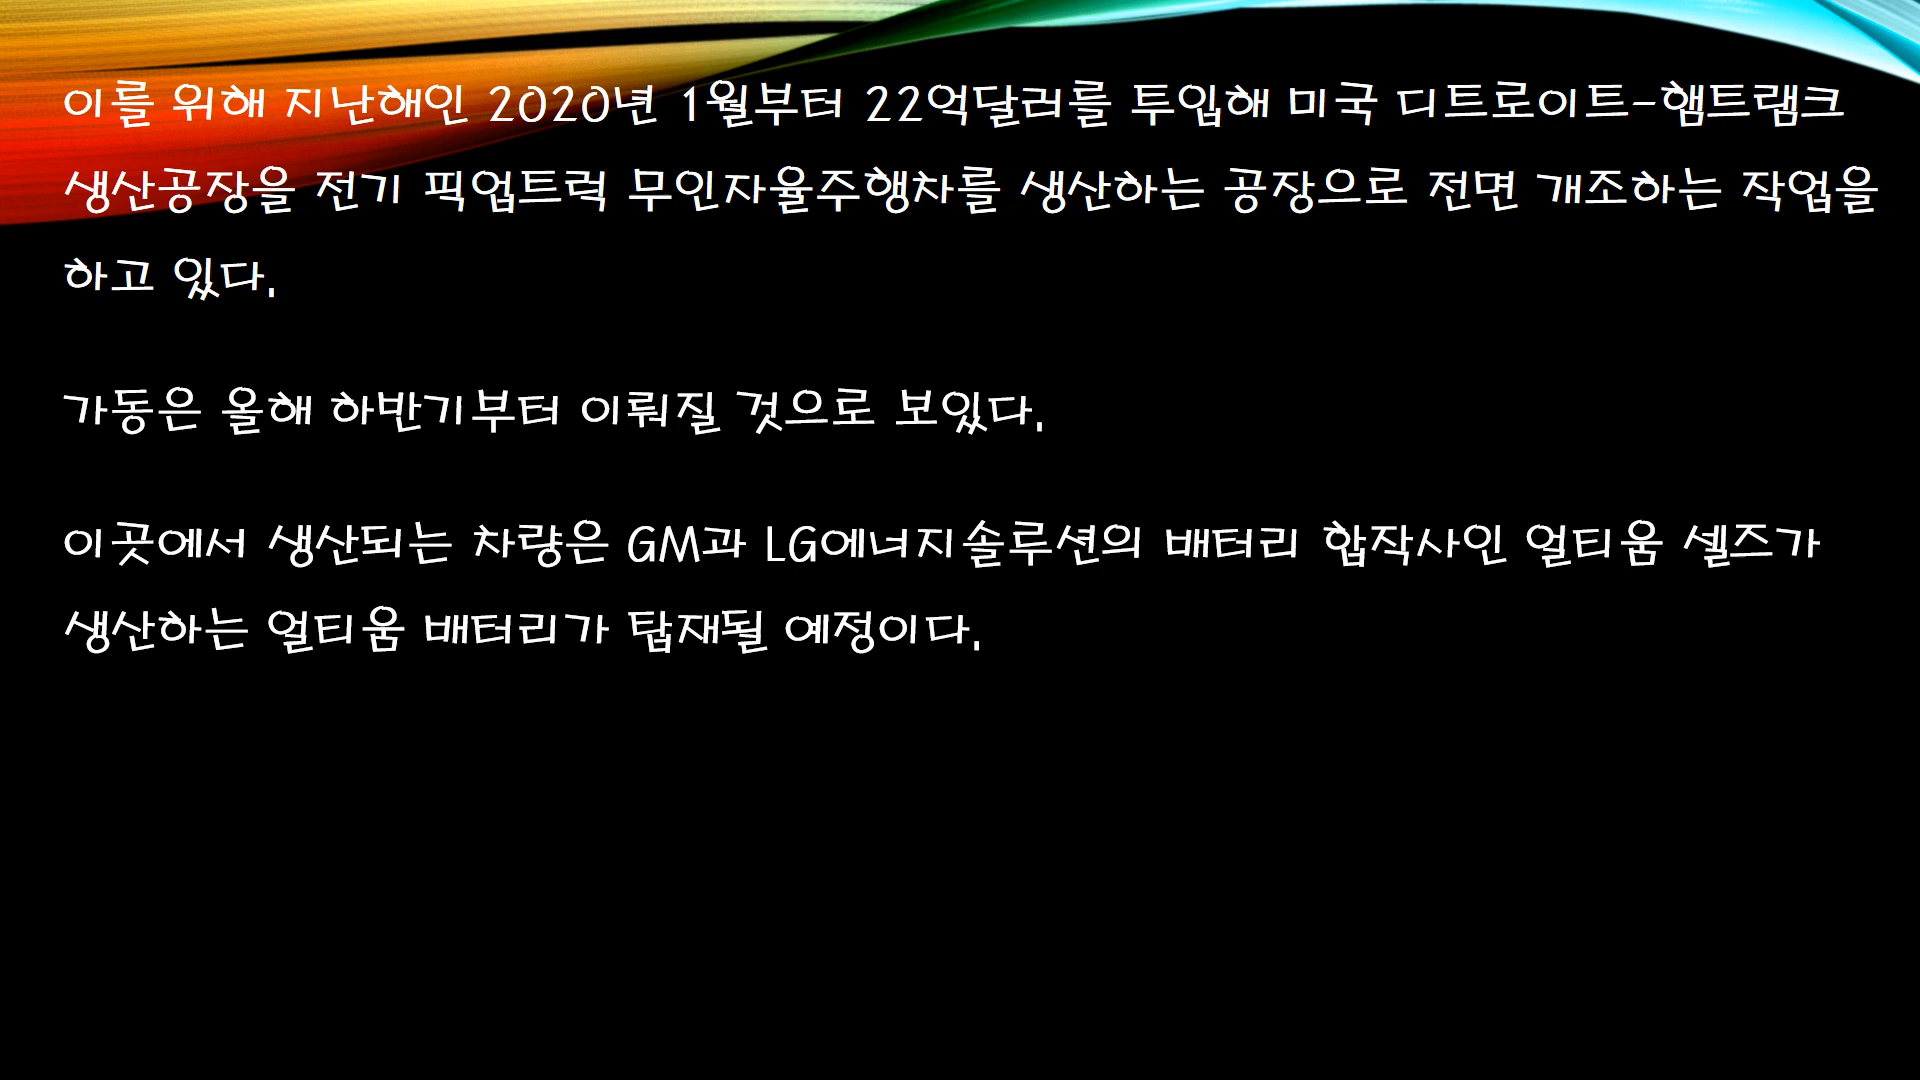 이를 위해 지난해인 2020년 1월부터 22억달러를 투입해 미국 디트로이트-햄트램크
생산공장을 전기 픽업트럭 무인자율주행차를 생산하는 공장으로 전면 개조하는 작업을
하고 있다.
가동은 올해 하반기부터 이뤄질 것으로 보있다.
이곳에서 생산되는 차량은 GM과 LG에너지솔루션의 배터리 합작사인 얼티움 셀즈가
생산하는 얼티움 배터리가 탑재될 예정이다.